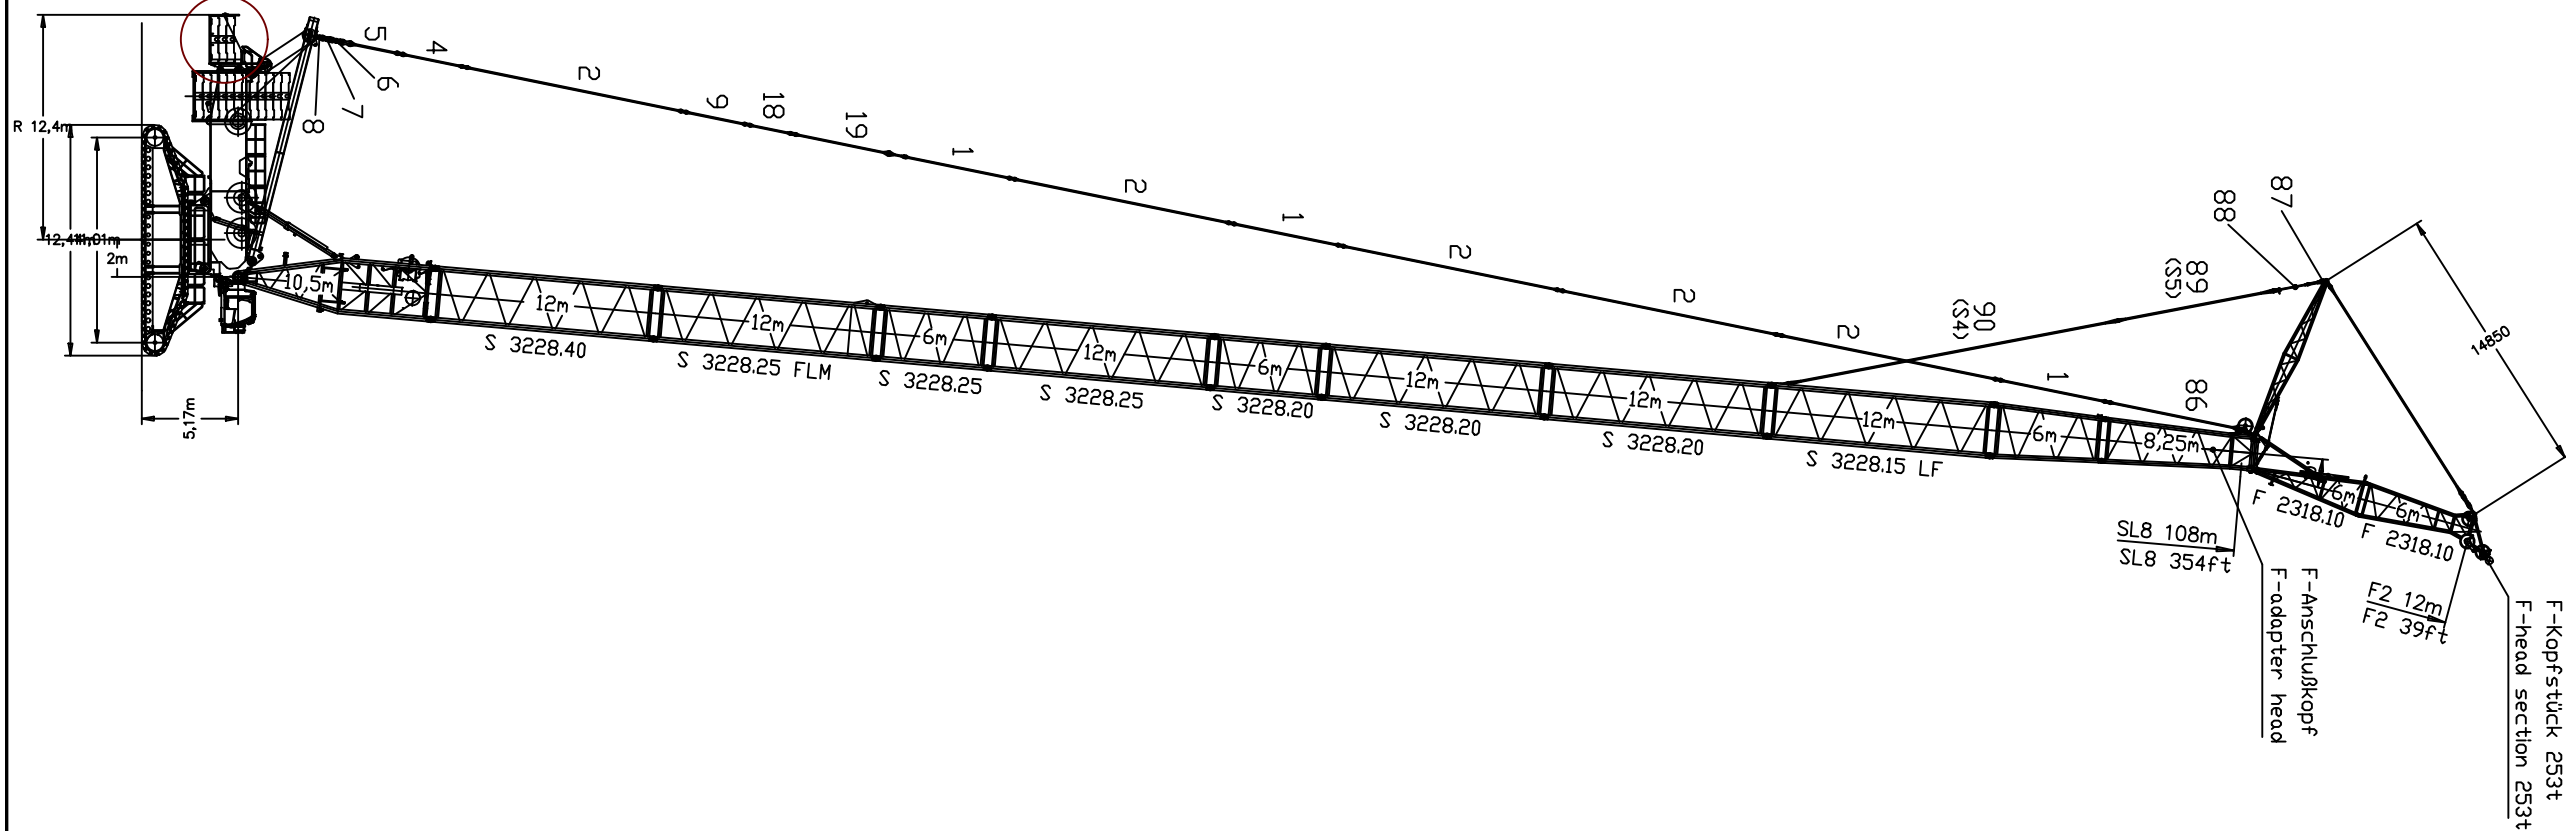 R 12,4m
12,4m
11,01m
2m
5,17m
5
4
6
7
8
2
9
18
19
1
2
1
2
2
2
1
86
87
88
89
(S5)
90
(S4)
14850
10,5m
12m
12m
6m
12m
6m
12m
12m
12m
6m
8,25m
6m
6m
S 3228.40
S 3228.25 FLM
S 3228.25
S 3228.25
S 3228.20
S 3228.20
S 3228.20
S 3228.15 LF
F 2318.10
F 2318.10
SL8 108m
SL8 354ft
F2 12m
F2 39ft
F-Anschlußkopf
F-adapter head
F-Kopfstück 253t
F-head section 253t